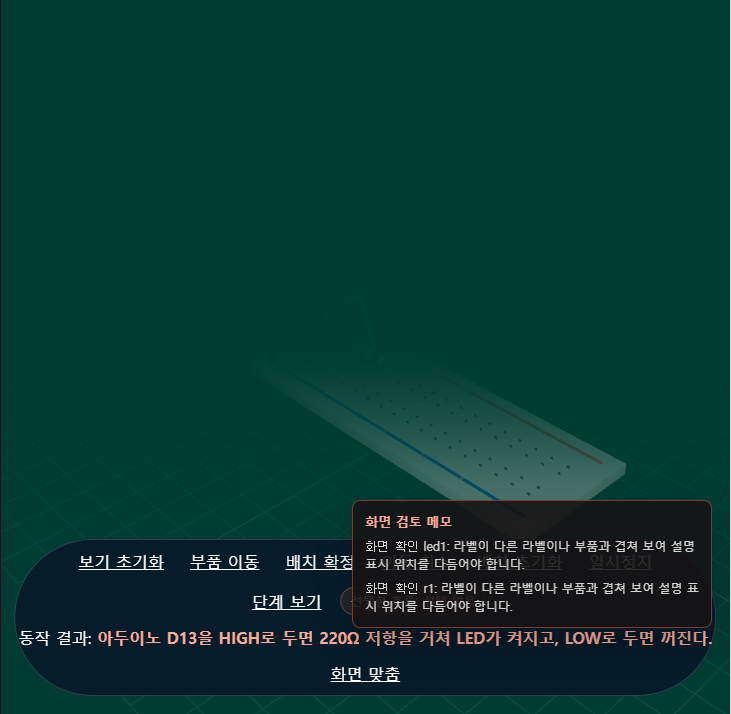 화면 검토 메모
화면 확인 led1: 라벨이 다른 라벨이나 부품과 겹쳐 보여 설명
표시 위치를 다듬어야 합니다.
화면 확인 r1: 라벨이 다른 라벨이나 부품과 겹쳐 보여 설명 표
시 위치를 다듬어야 합니다.
보기 초기화 부품 이동 배치 확정 초기화 일시정지
단계 보기
동작 결과: 아두이노 D13을 HIGH로 두면 220Ω 저항을 거쳐 LED가 켜지고, LOW로 두면 꺼진다.
화면 맞춤